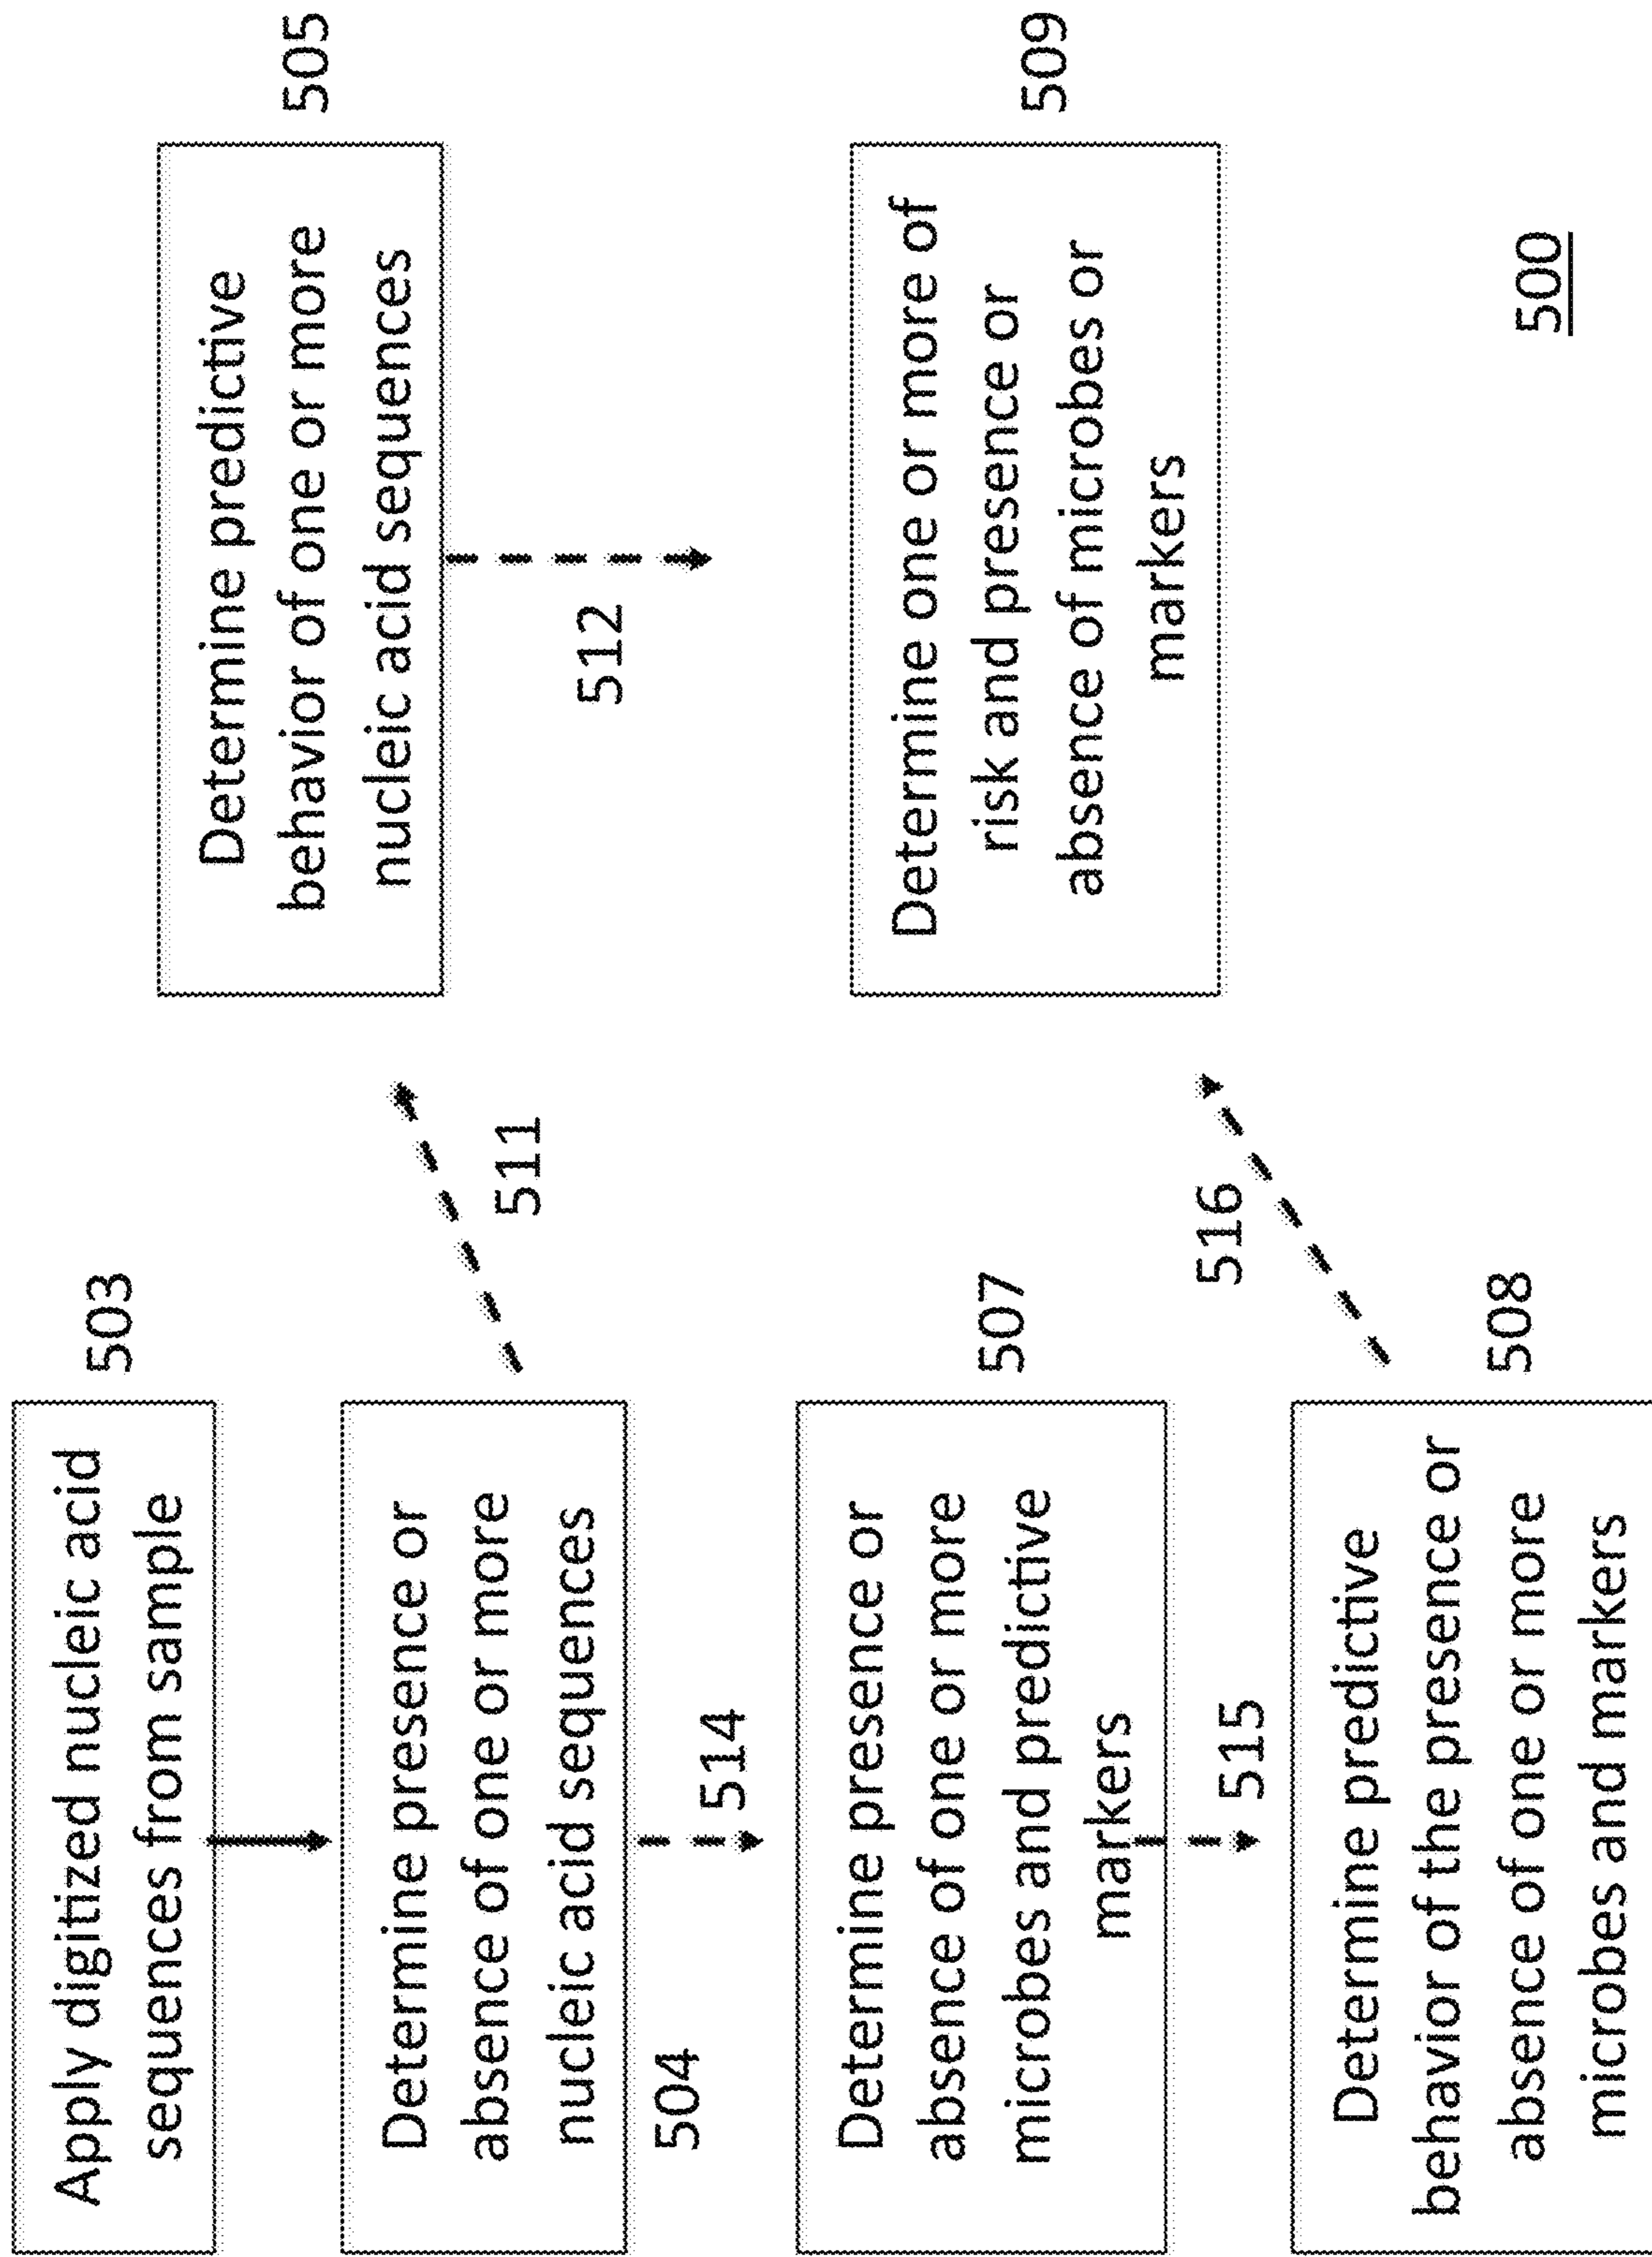 Apply digitized nucleic acid
sequences from sample
503
Determine presence or
absence of one or more
nucleic acid sequences
504
511
Determine predictive
behavior of one or more
nucleic acid sequences
505
512
514
Determine presence or
absence of one or more
microbes and predictive
markers
507
515
Determine predictive
behavior of the presence or
absence of one or more
microbes and markers
508
516
Determine one or more of
risk and presence or
absence of microbes or
markers
509
500